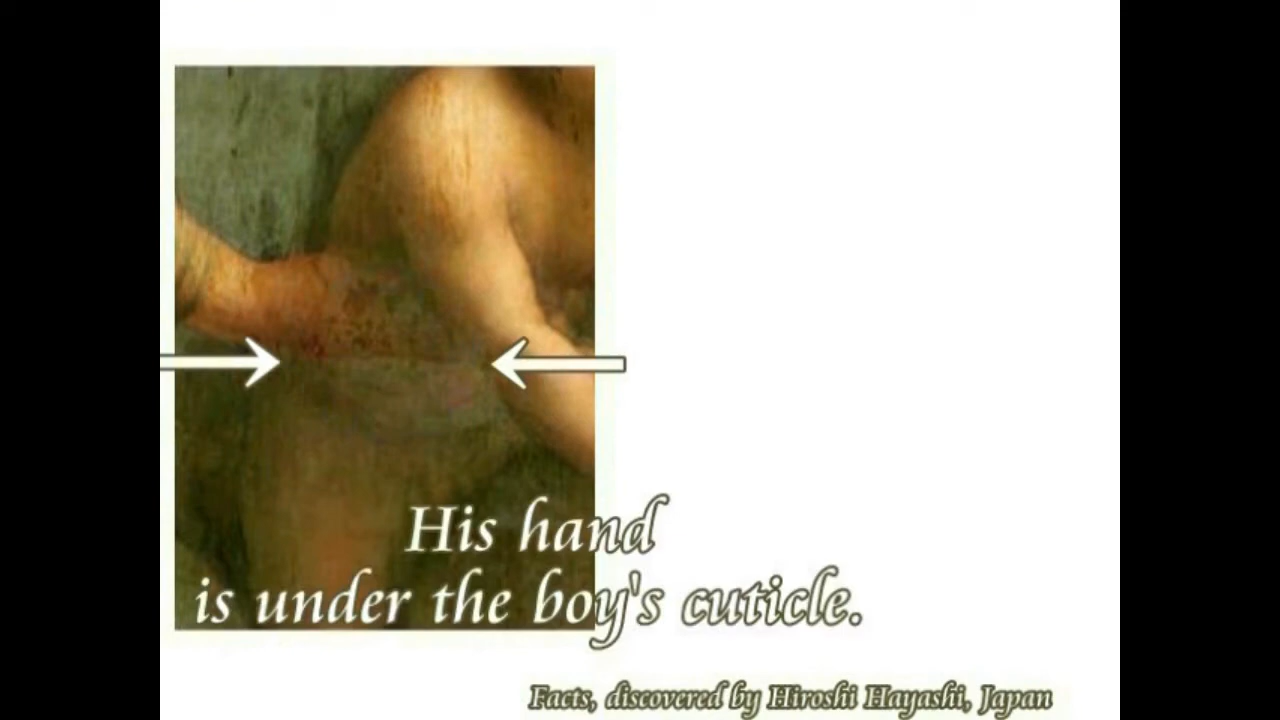 His hand
is under the boy's cuticle.
Facts, discovered by Hiroshi Hayashi, Japan